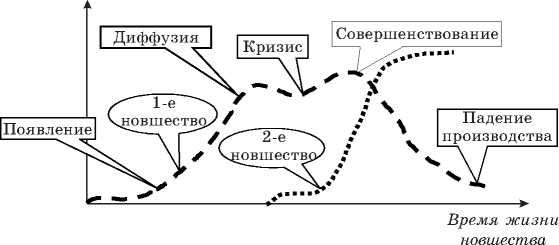 Диффузия
Кризис
Совершенствование
1-е
новшество
Появление
2-е
новшество
Падение
производства
Время жизни
новшества